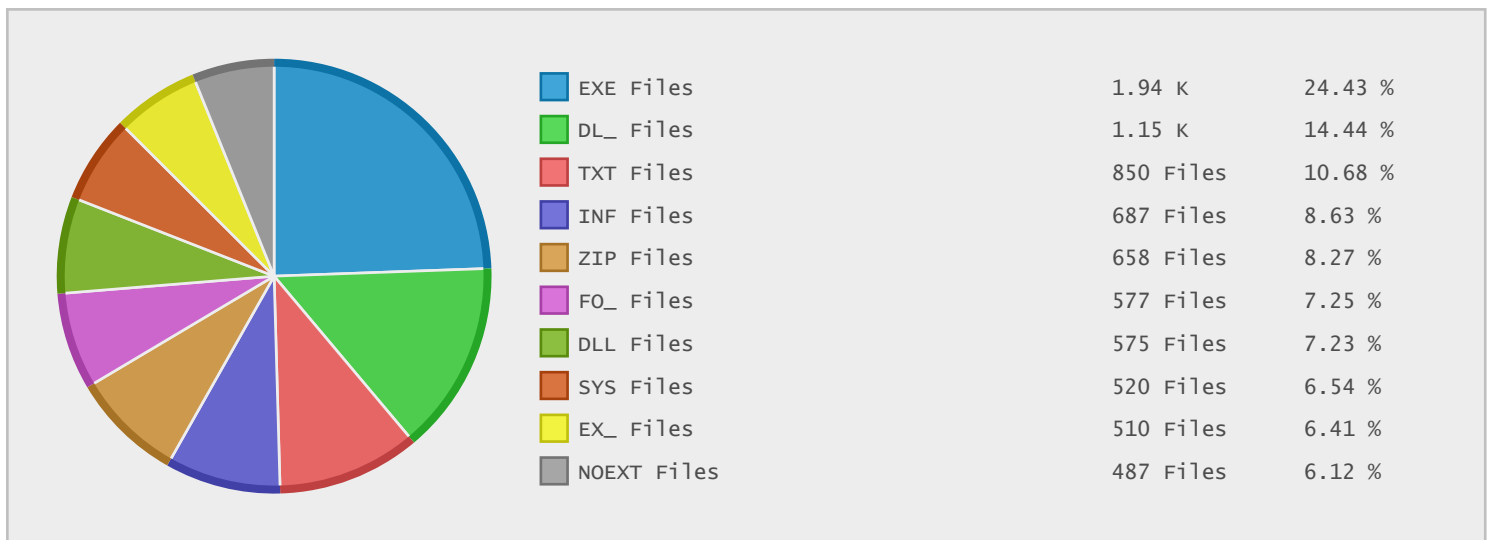 EXE Files 1.94 K 24.43 %
DL_ Files 1.15 K 14.44 %
TXT Files 850 Files 10.68 %
INF Files 687 Files 8.63 %
ZIP Files 658 Files 8.27 %
FO_ Files 577 Files 7.25 %
DLL Files 575 Files 7.23 %
SYS Files 520 Files 6.54 %
EX_ Files 510 Files 6.41 %
NOEXT Files 487 Files 6.12 %